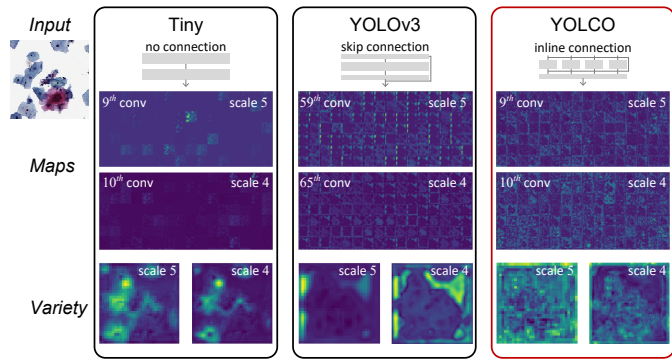 Input
Tiny
YOLOv3
YOLCO
no connection
skip connection
inline connection
Maps
9th conv
scale 5
59th conv
scale 5
9th conv
scale 5
10th conv
scale 4
65th conv
scale 4
10th conv
scale 4
Variety
scale 5
scale 4
scale 5
scale 4
scale 5
scale 4